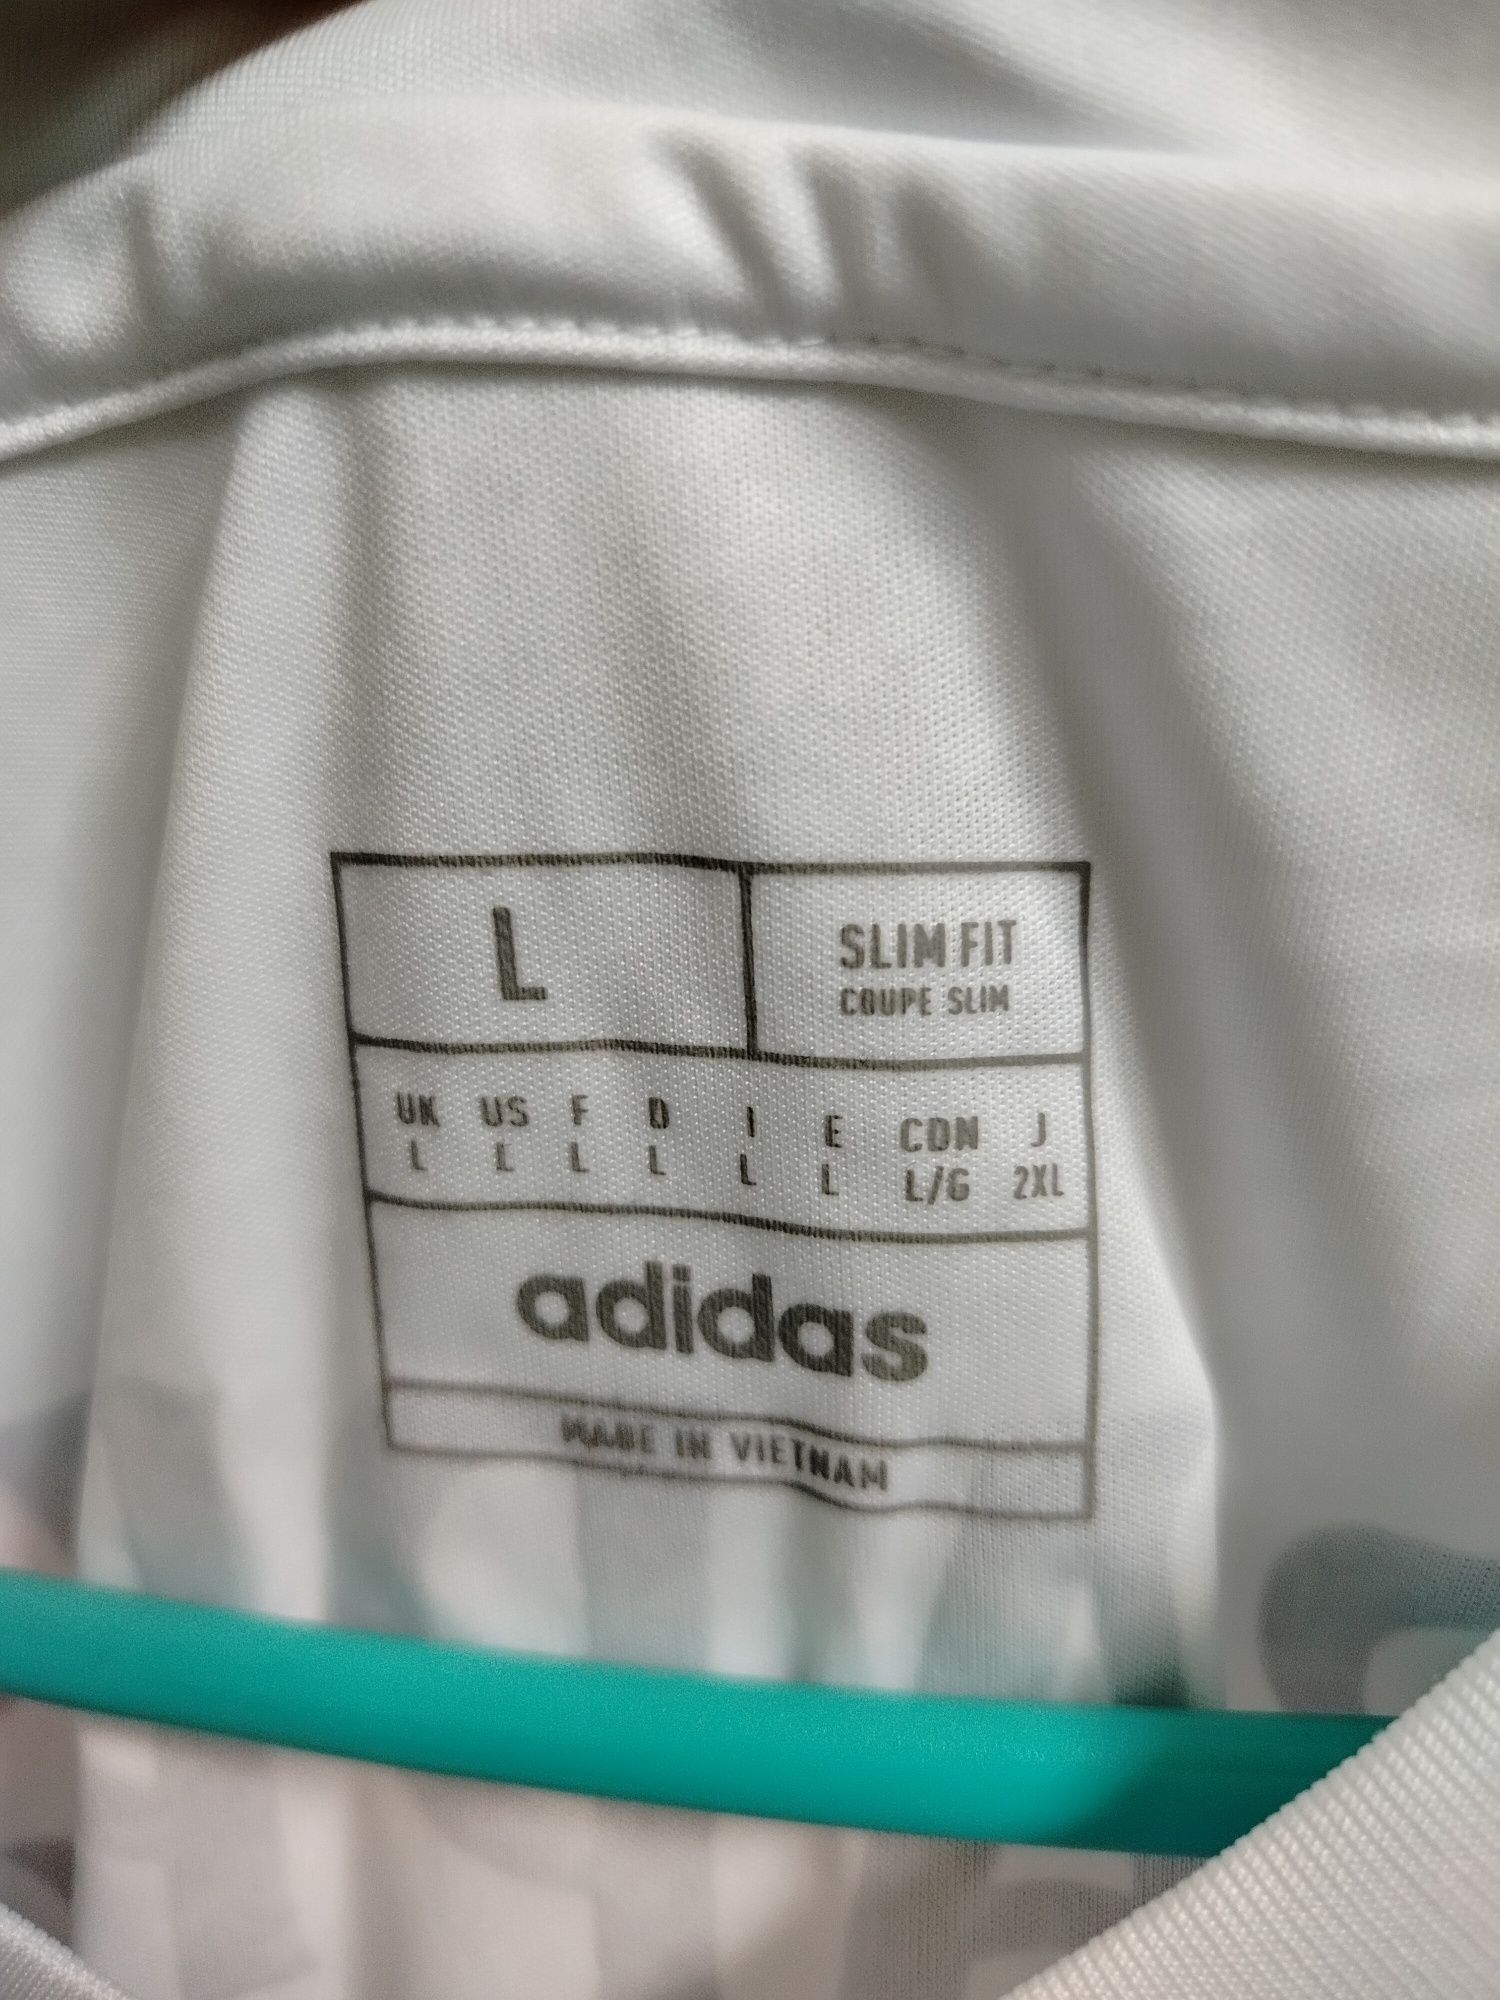 L
SLIM FIT
COUPE SLIM
UK US F D I E CDN J
L L L L L L L/G 2XL
adidas
MADE IN VIETNAM